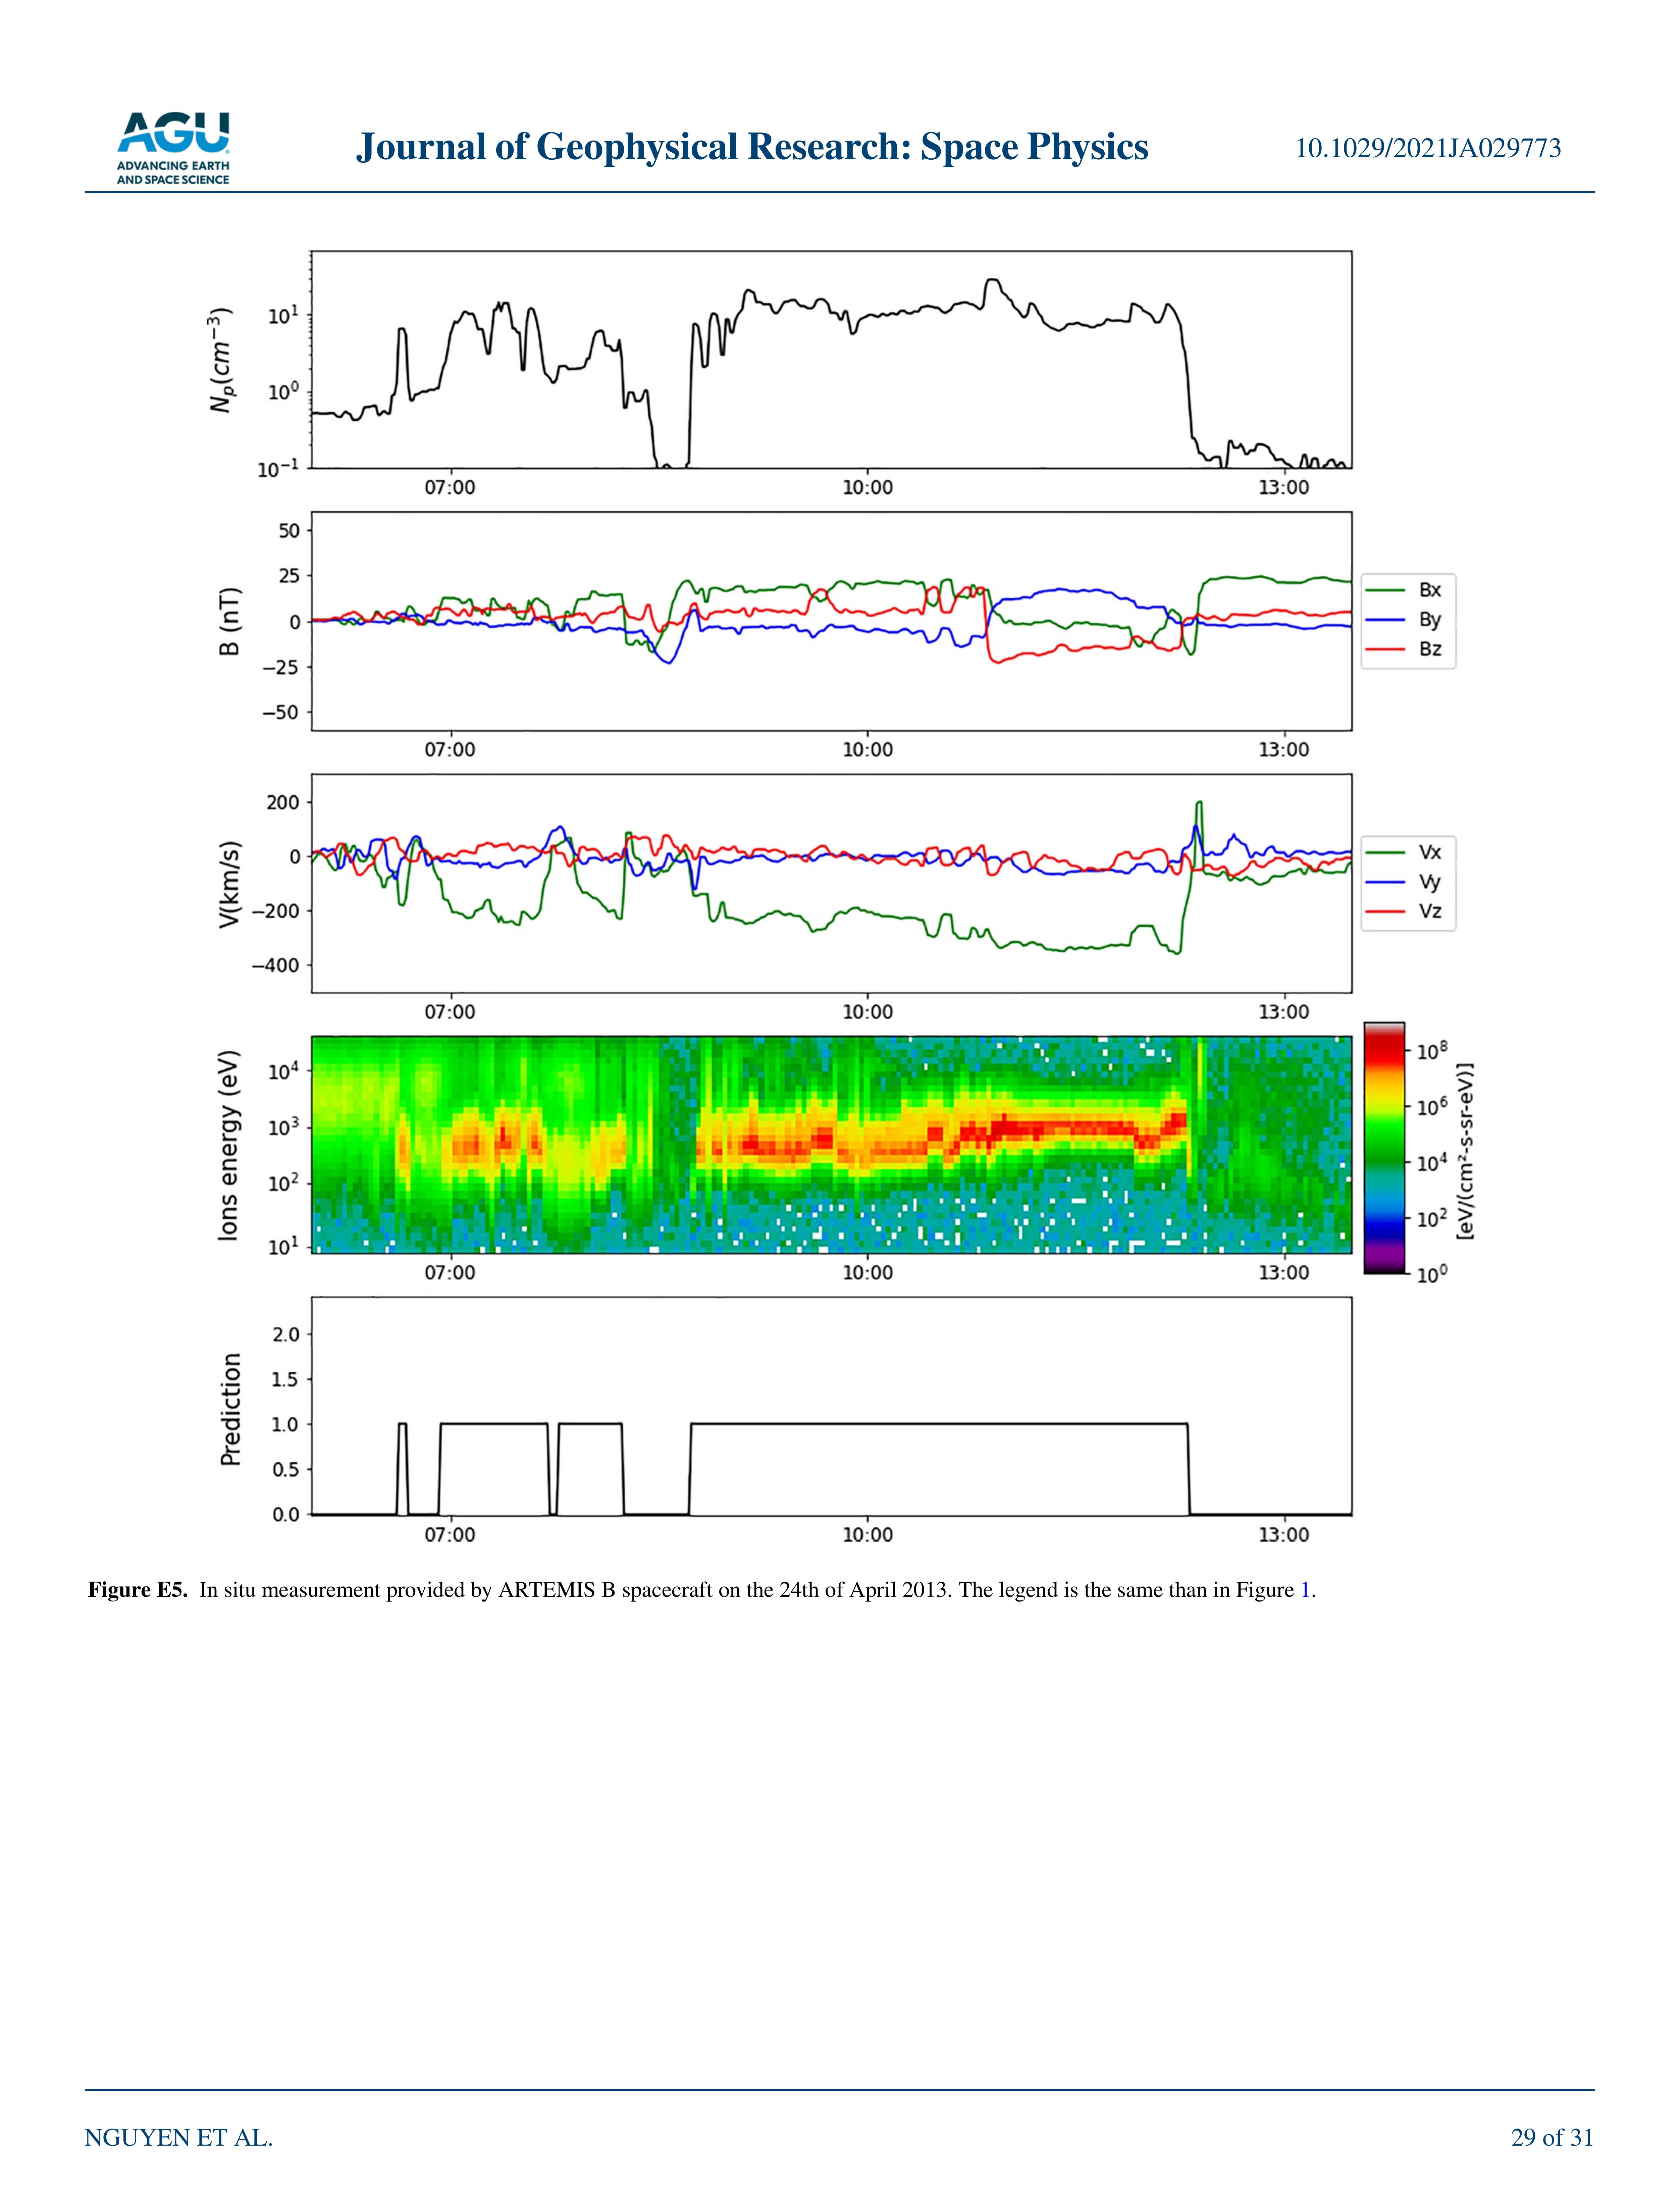 AGU
ADVANCING EARTH
AND SPACE SCIENCE
Journal of Geophysical Research: Space Physics
10.1029/2021JA029773
Np(cm−3)
10¹
10⁰
10−1
07:00 10:00 13:00
B (nT)
50
25
0
−25
−50
Bx
By
Bz
07:00 10:00 13:00
V(km/s)
200
0
−200
−400
Vx
Vy
Vz
07:00 10:00 13:00
Ions energy (eV)
10⁴
10³
10²
10¹
07:00 10:00 13:00
10⁸
10⁶
10⁴
10²
10⁰
[eV/(cm²-s-sr-eV)]
Prediction
2.0
1.5
1.0
0.5
0.0
07:00 10:00 13:00
Figure E5. In situ measurement provided by ARTEMIS B spacecraft on the 24th of April 2013. The legend is the same than in Figure 1.
NGUYEN ET AL.
29 of 31